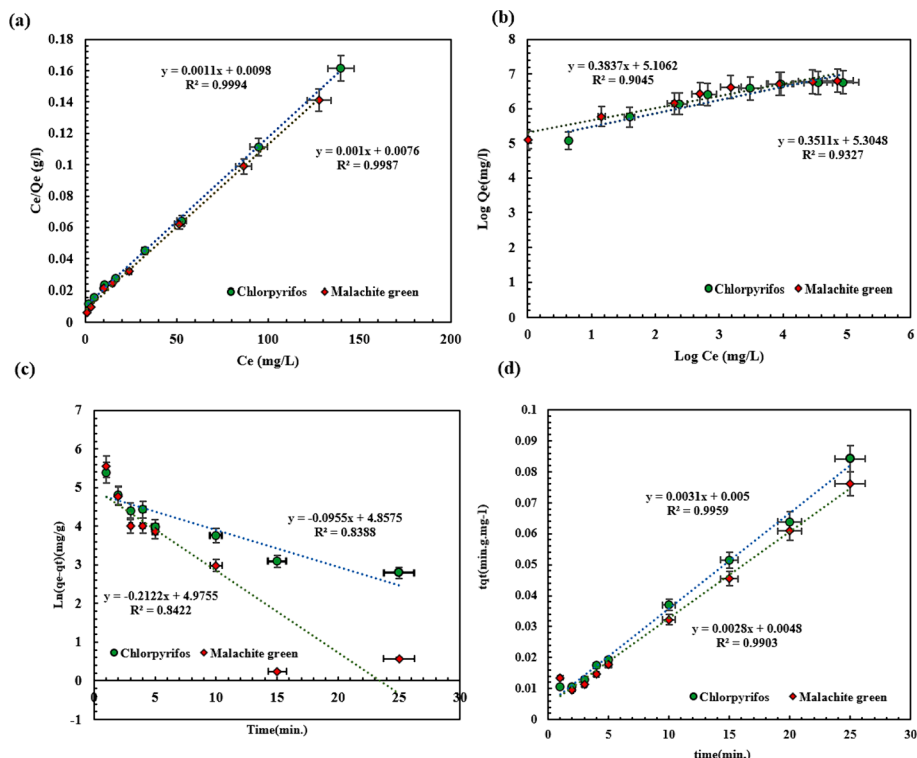 (a)
Ce/Qe (g/l)
0.18
0.16
0.14
0.12
0.1
0.08
0.06
0.04
0.02
0
y = 0.0011x + 0.0098
R² = 0.9994
y = 0.001x + 0.0076
R² = 0.9987
Chlorpyrifos Malachite green
0 50 100 150 200
Ce (mg/L)
(b)
Log Qe(mg/l)
8
7
6
5
4
3
2
1
0
y = 0.3837x + 5.1062
R² = 0.9045
y = 0.3511x + 5.3048
R² = 0.9327
Chlorpyrifos Malachite green
0 1 2 3 4 5 6
Log Ce (mg/L)
(c)
Ln(qe-qt)(mg/g)
7
6
5
4
3
2
1
0
-1
y = -0.0955x + 4.8575
R² = 0.8388
y = -0.2122x + 4.9755
R² = 0.8422
Chlorpyrifos Malachite green
0 5 10 15 20 25 30
Time(min.)
(d)
tqt(min.g.mg-1)
0.1
0.09
0.08
0.07
0.06
0.05
0.04
0.03
0.02
0.01
0
y = 0.0031x + 0.005
R² = 0.9959
y = 0.0028x + 0.0048
R² = 0.9903
Chlorpyrifos Malachite green
0 5 10 15 20 25 30
time(min.)